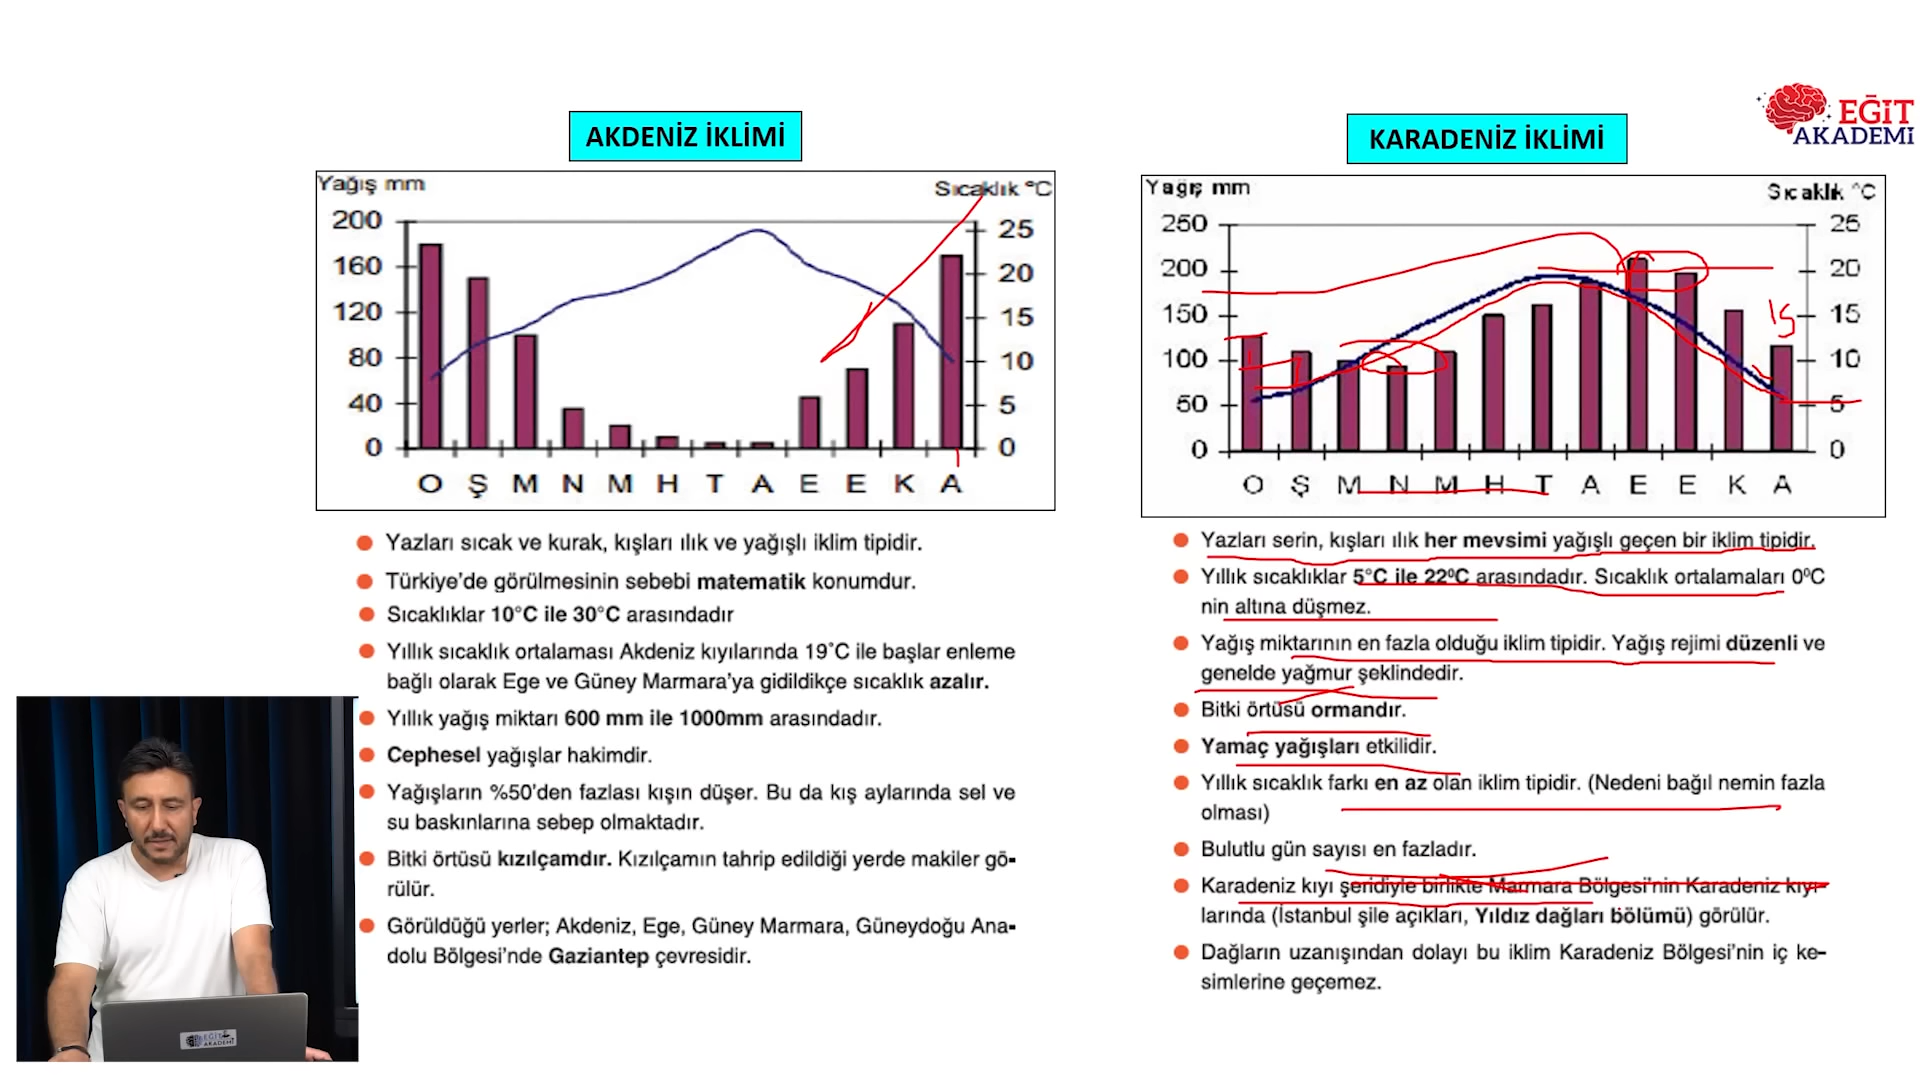 EĞİT
AKADEMİ
AKDENİZ İKLİMİ
Yağış mm
Sıcaklık °C
200
160
120
80
40
0
25
20
15
10
5
0
O Ş M N M H T A E E K A
Yazları sıcak ve kurak, kışları ılık ve yağışlı iklim tipidir.
Türkiye’de görülmesinin sebebi matematik konumdur.
Sıcaklıklar 10°C ile 30°C arasındadır
Yıllık sıcaklık ortalaması Akdeniz kıyılarında 19˚C ile başlar enleme
bağlı olarak Ege ve Güney Marmara’ya gidildikçe sıcaklık azalır.
Yıllık yağış miktarı 600 mm ile 1000mm arasındadır.
Cephesel yağışlar hakimdir.
Yağışların %50’den fazlası kışın düşer. Bu da kış aylarında sel ve
su baskınlarına sebep olmaktadır.
Bitki örtüsü kızılçamdır. Kızılçamın tahrip edildiği yerde makiler gö-
rülür.
Görüldüğü yerler; Akdeniz, Ege, Güney Marmara, Güneydoğu Ana-
dolu Bölgesi’nde Gaziantep çevresidir.
KARADENİZ İKLİMİ
Yağış mm
Sıcaklık °C
250
200
150
100
50
0
25
20
15
10
5
0
15
O Ş M N M H T A E E K A
Yazları serin, kışları ılık her mevsimi yağışlı geçen bir iklim tipidir.
Yıllık sıcaklıklar 5°C ile 22⁰C arasındadır. Sıcaklık ortalamaları 0⁰C
nin altına düşmez.
Yağış miktarının en fazla olduğu iklim tipidir. Yağış rejimi düzenli ve
genelde yağmur şeklindedir.
Bitki örtüsü ormandır.
Yamaç yağışları etkilidir.
Yıllık sıcaklık farkı en az olan iklim tipidir. (Nedeni bağıl nemin fazla
olması)
Bulutlu gün sayısı en fazladır.
Karadeniz kıyı şeridiyle birlikte Marmara Bölgesi’nin Karadeniz kıyı-
larında (İstanbul şile açıkları, Yıldız dağları bölümü) görülür.
Dağların uzanışından dolayı bu iklim Karadeniz Bölgesi’nin iç ke-
simlerine geçemez.
EĞİT
AKADEMİ